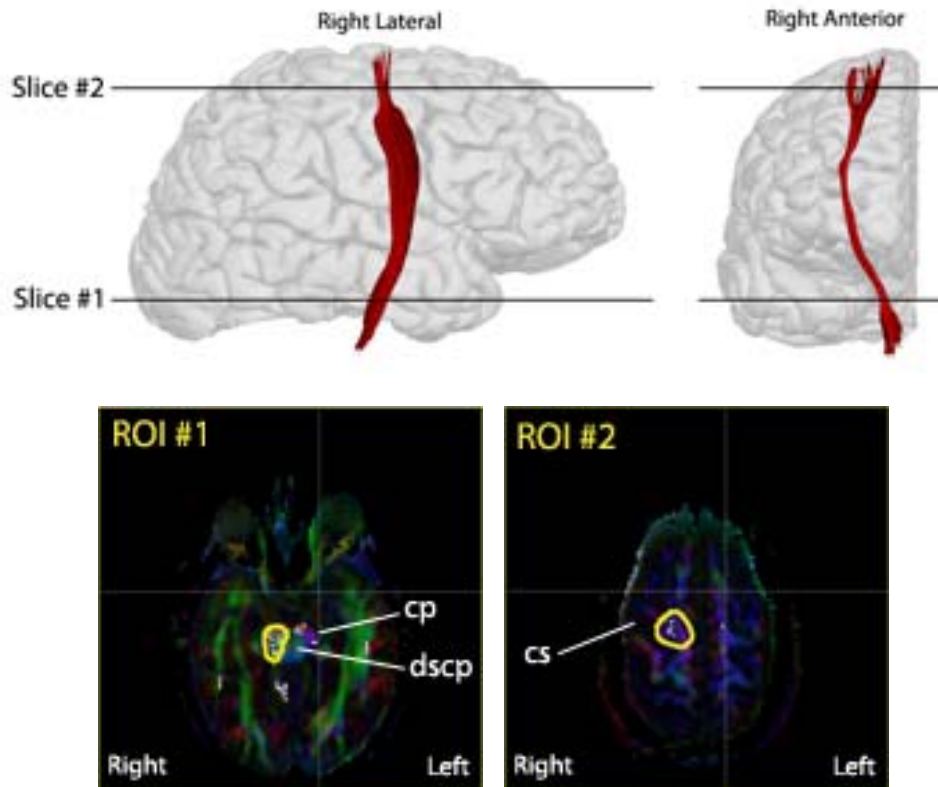 Right Lateral
Right Anterior
Slice #2
Slice #1
ROI #1
cp
dscp
Right
Left
ROI #2
cs
Right
Left